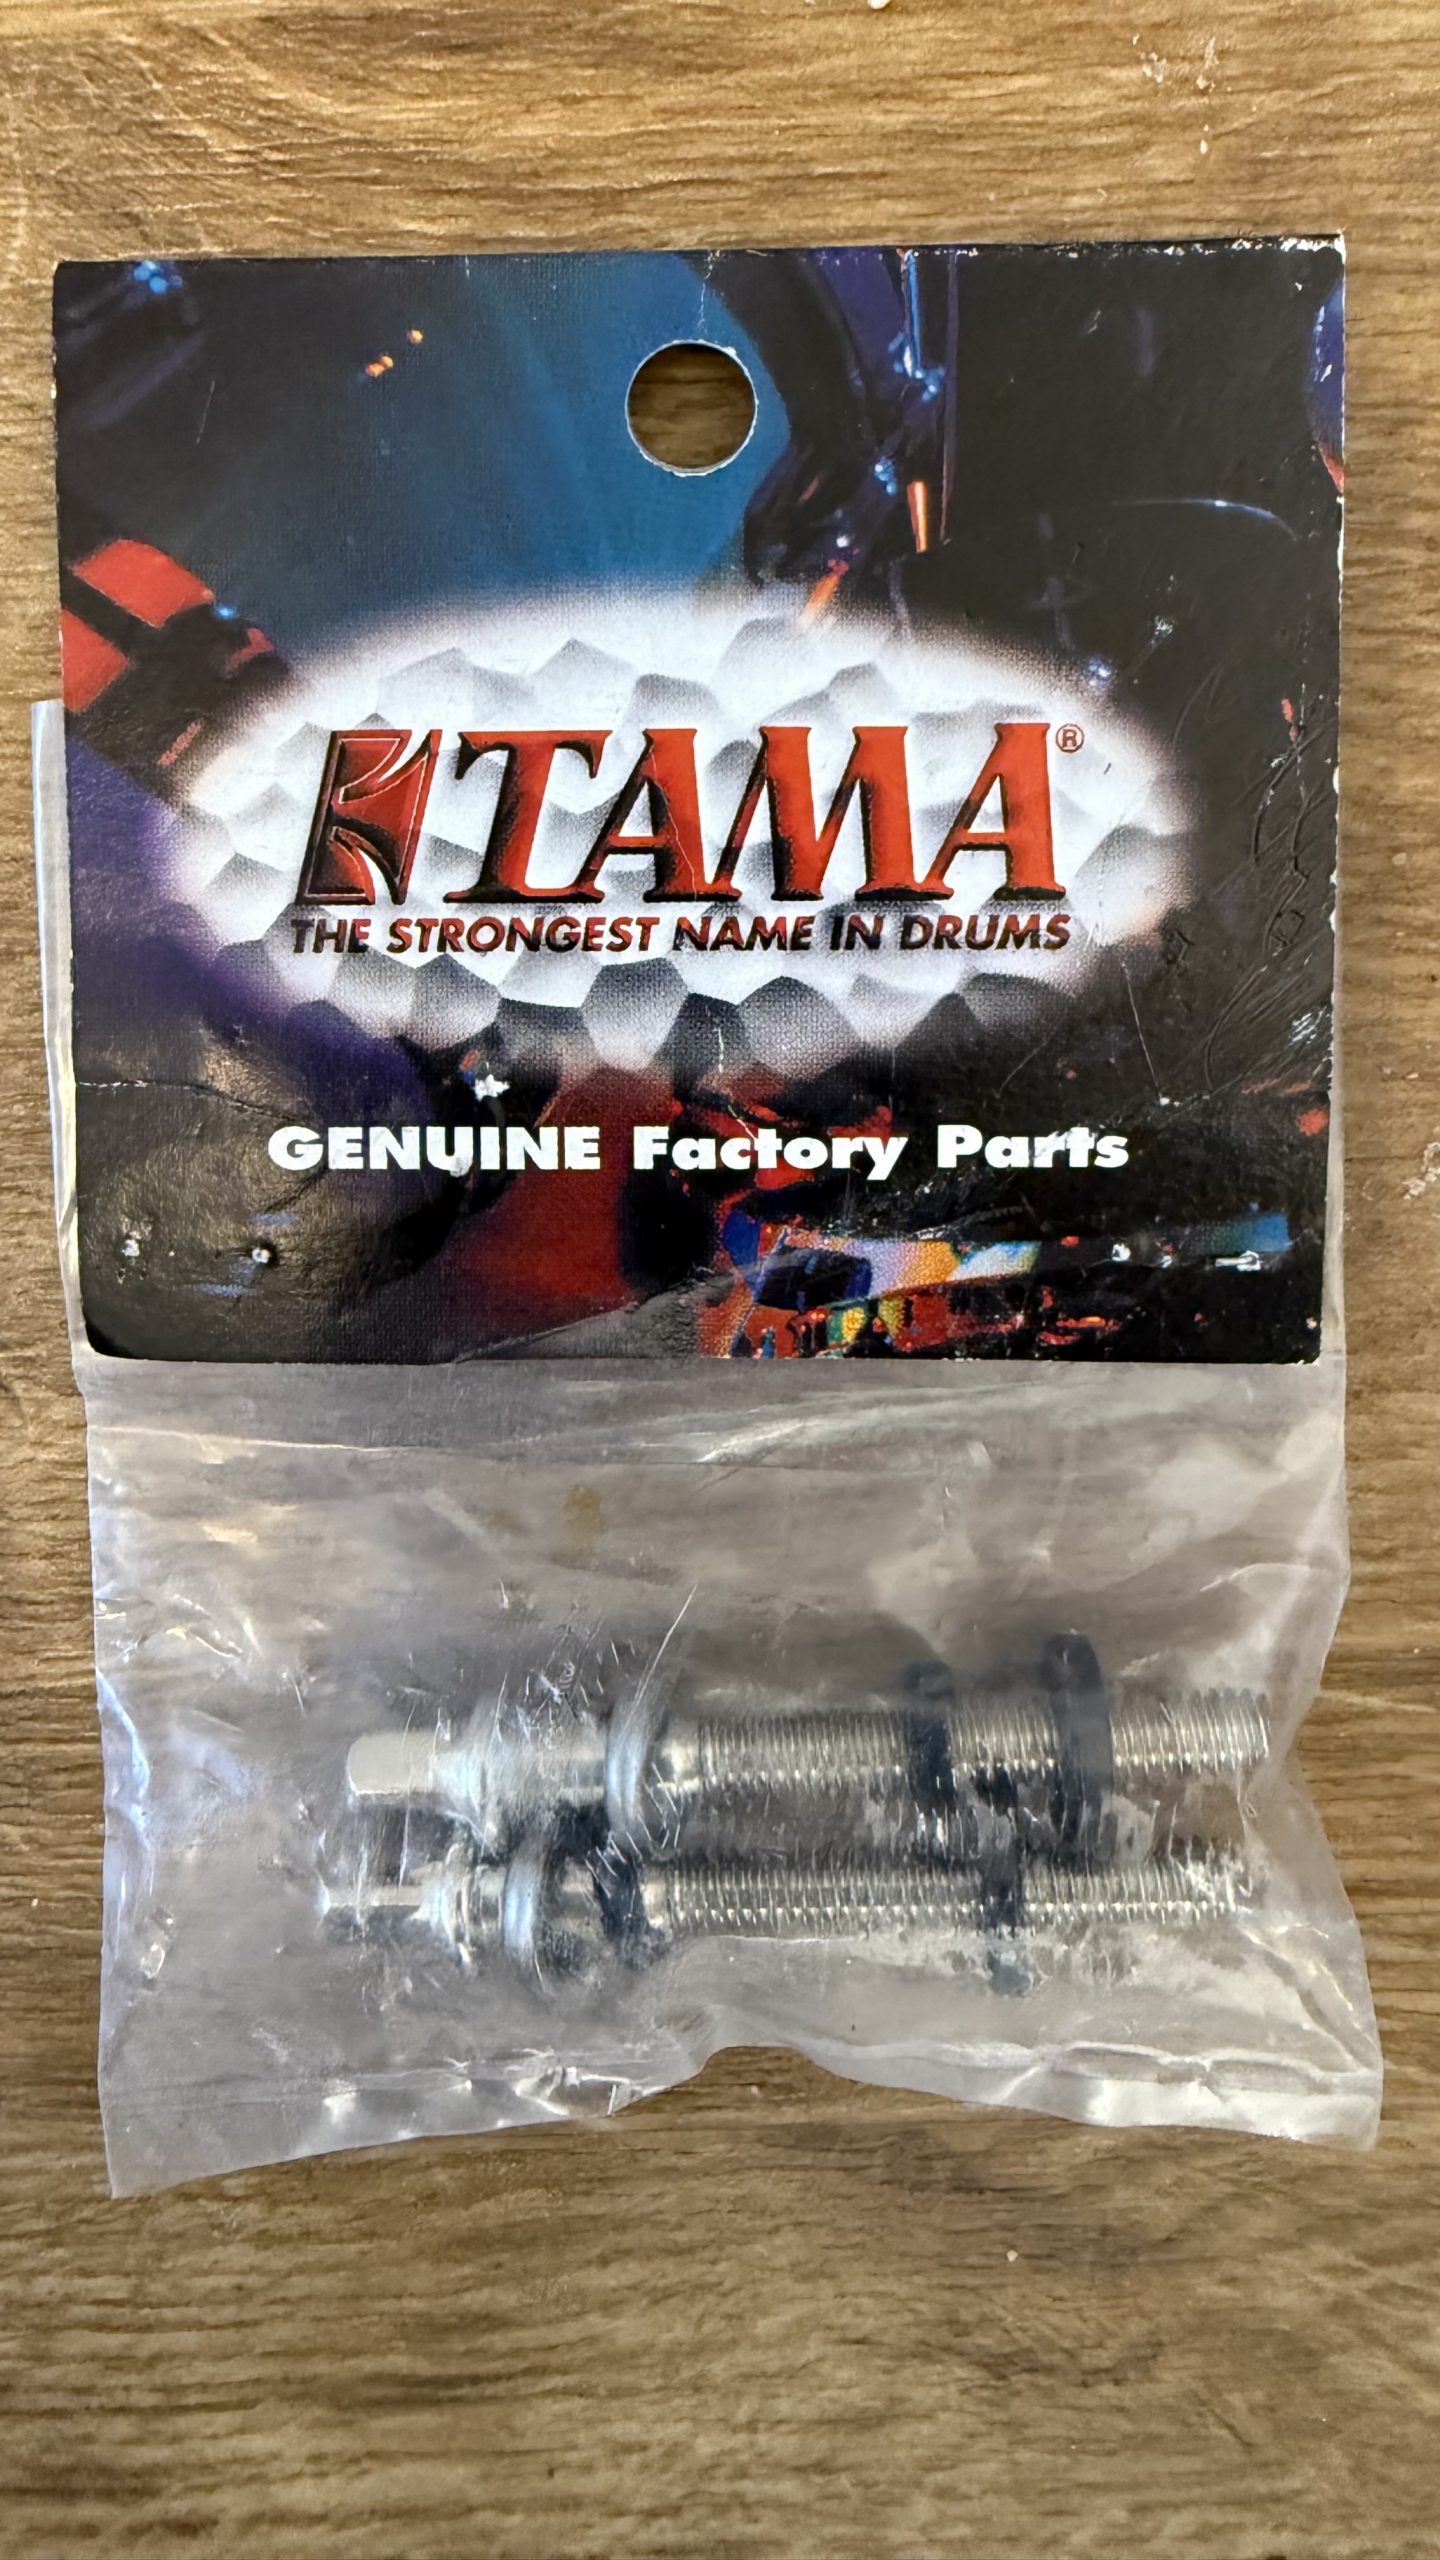 TAMA®
THE STRONGEST NAME IN DRUMS
GENUINE Factory Parts